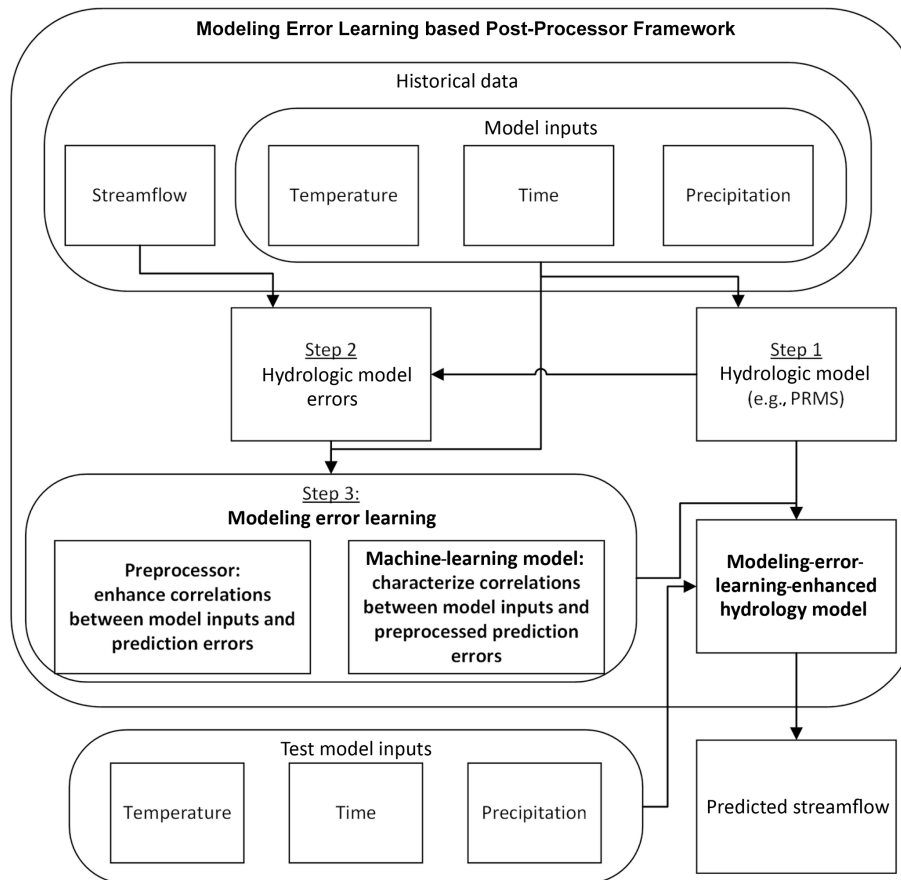 Modeling Error Learning based Post-Processor Framework
Historical data
Model inputs
Streamflow
Temperature
Time
Precipitation
Step 2
Hydrologic model
errors
Step 1
Hydrologic model
(e.g., PRMS)
Step 3:
Modeling error learning
Preprocessor:
enhance correlations
between model inputs and
prediction errors
Machine-learning model:
characterize correlations
between model inputs and
preprocessed prediction
errors
Modeling-error-
learning-enhanced
hydrology model
Test model inputs
Temperature
Time
Precipitation
Predicted streamflow